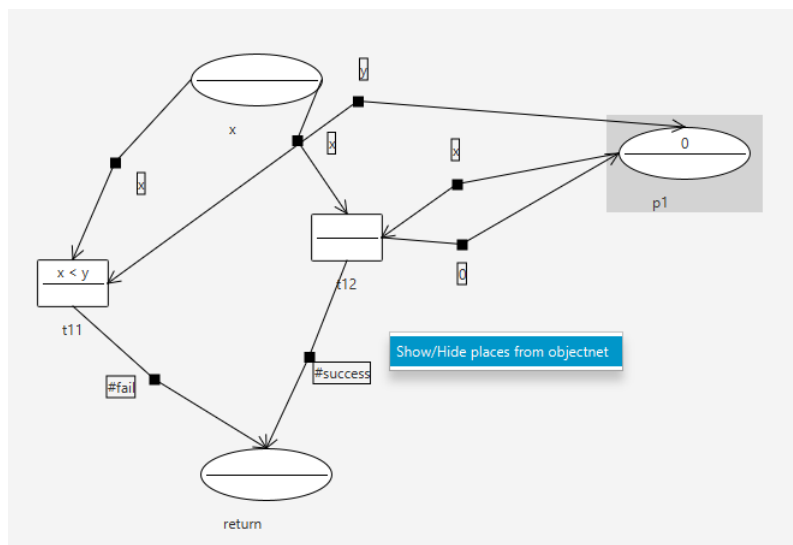 y
x
0
x
x
p1
x
x < y
0
t12
t11
Show/Hide places from objectnet
#success
#fail
return